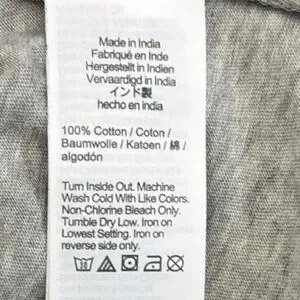 Made in India
Fabriqué en Inde
Hergestellt in Indien
Vervaardigd in India
インド製
hecho en india
100% Cotton / Coton /
Baumwolle / Katoen / 綿 /
algodón
Turn Inside Out. Machine
Wash Cold With Like Colors.
Non-Chlorine Bleach Only.
Tumble Dry Low. Iron on
Lowest Setting. Iron on
reverse side only.